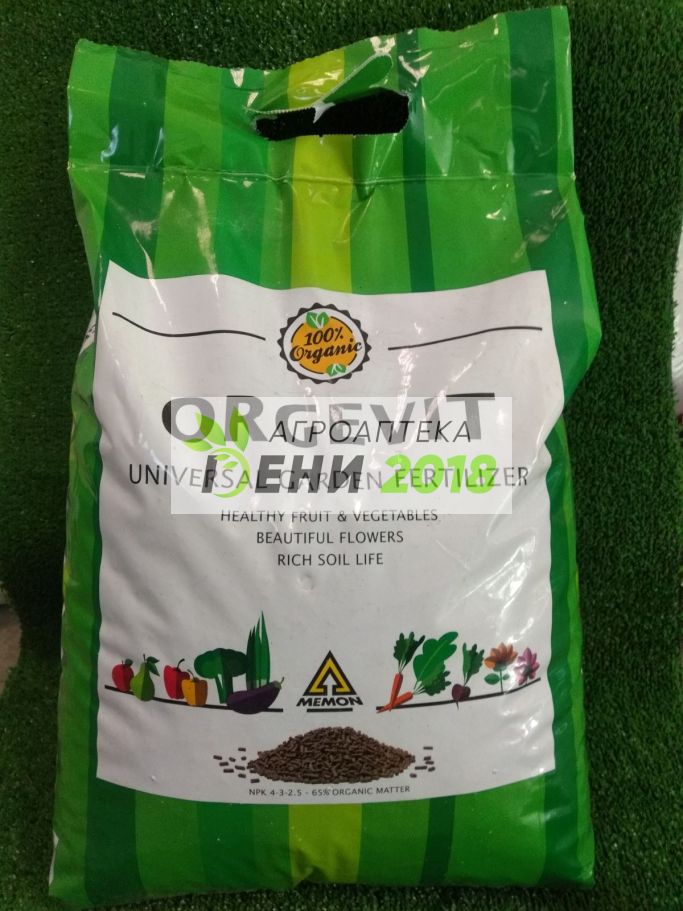 100%
Organic
ORGEVIT
АГРОАПТЕКА
РЕНИ 2018
UNIVERSAL GARDEN FERTILIZER
HEALTHY FRUIT & VEGETABLES
BEAUTIFUL FLOWERS
RICH SOIL LIFE
MEMON
NPK 4-3-2.5 - 65% ORGANIC MATTER